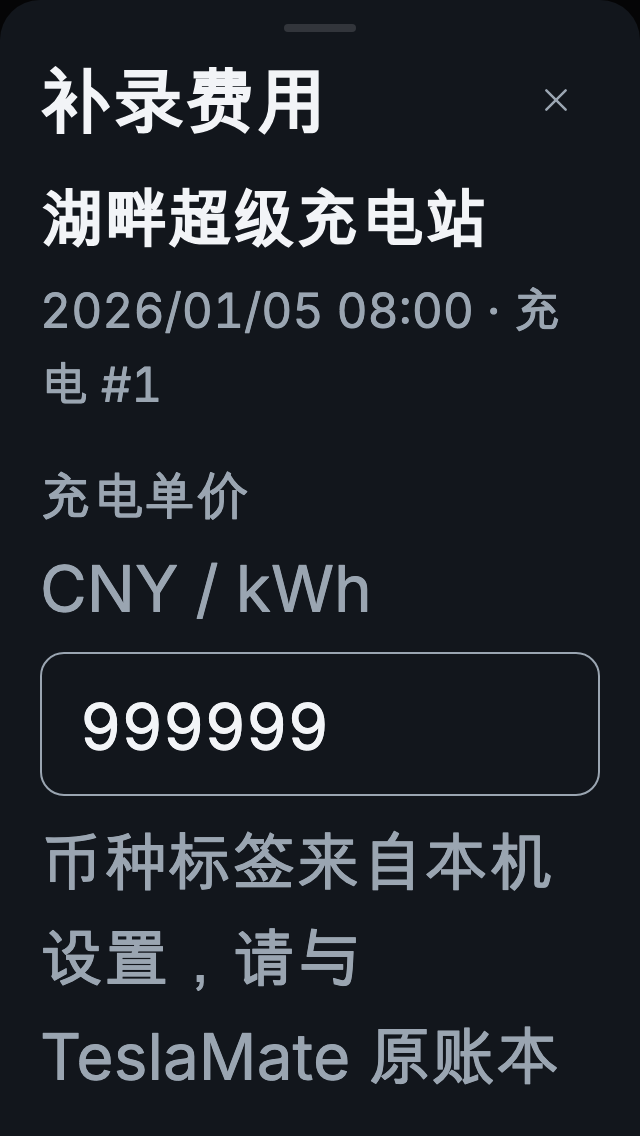 补录费用
湖畔超级充电站
2026/01/05 08:00 · 充
电 #1
充电单价
CNY / kWh
999999
币种标签来自本机
设置，请与
TeslaMate 原账本